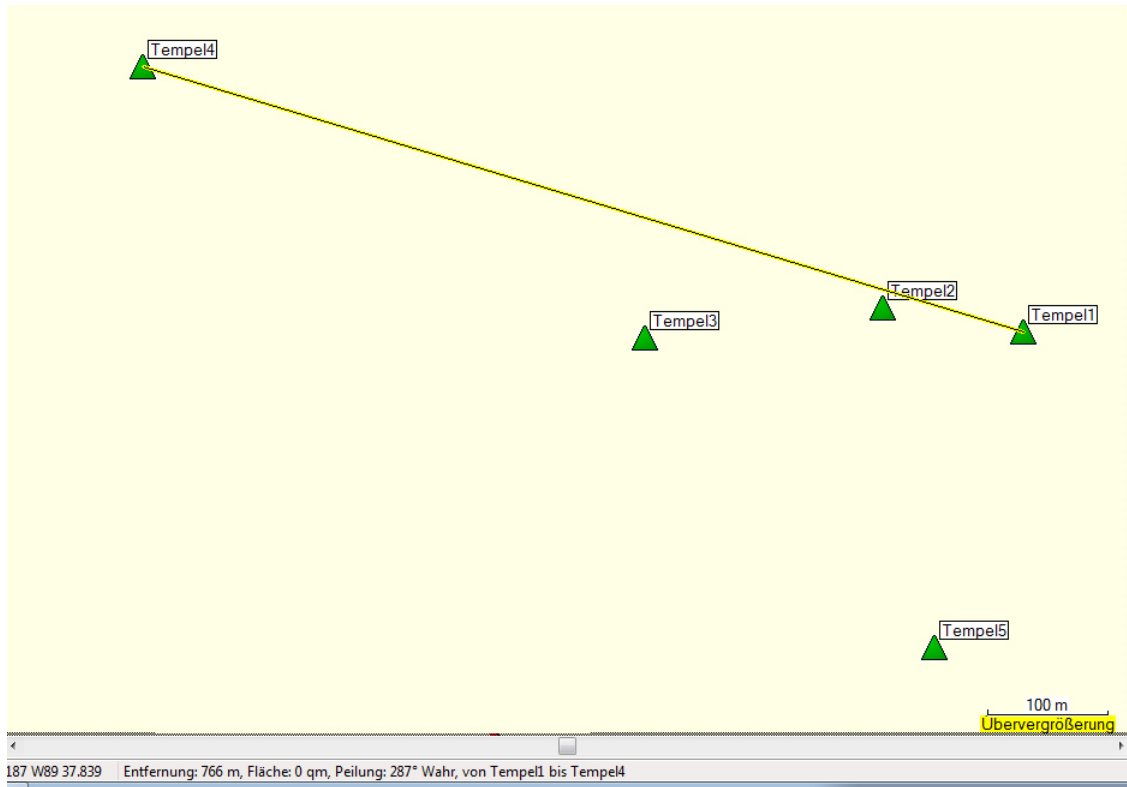 Tempel4
Tempel2
Tempel1
Tempel3
Tempel5
100 m
Übervergrößerung
187 W89 37.839 Entfernung: 766 m, Fläche: 0 qm, Peilung: 287° Wahr, von Tempel1 bis Tempel4